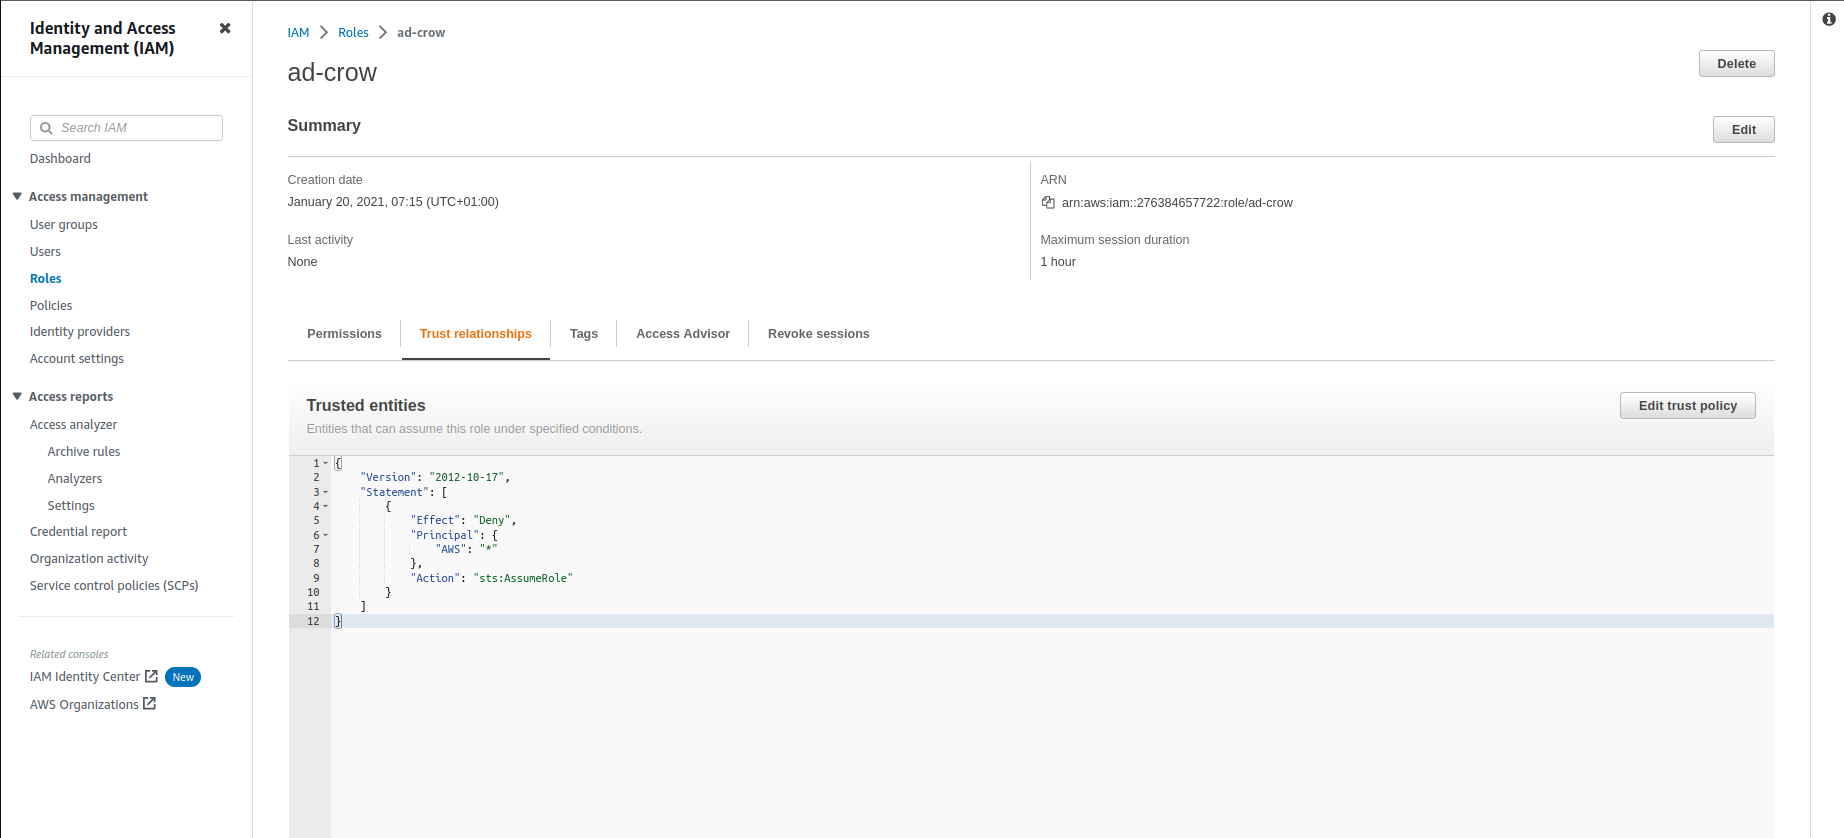 Identity and Access
Management (IAM)
Search IAM
Dashboard
Access management
User groups
Users
Roles
Policies
Identity providers
Account settings
Access reports
Access analyzer
Archive rules
Analyzers
Settings
Credential report
Organization activity
Service control policies (SCPs)
Related consoles
IAM Identity Center New
AWS Organizations
IAM > Roles > ad-crow
ad-crow
Delete
Summary
Edit
Creation date
January 20, 2021, 07:15 (UTC+01:00)
Last activity
None
ARN
arn:aws:iam::276384657722:role/ad-crow
Maximum session duration
1 hour
Permissions Trust relationships Tags Access Advisor Revoke sessions
Trusted entities
Entities that can assume this role under specified conditions.
Edit trust policy
1 {
2     "Version": "2012-10-17",
3     "Statement": [
4         {
5             "Effect": "Deny",
6             "Principal": {
7                 "AWS": "*"
8             },
9             "Action": "sts:AssumeRole"
10         }
11     ]
12 }